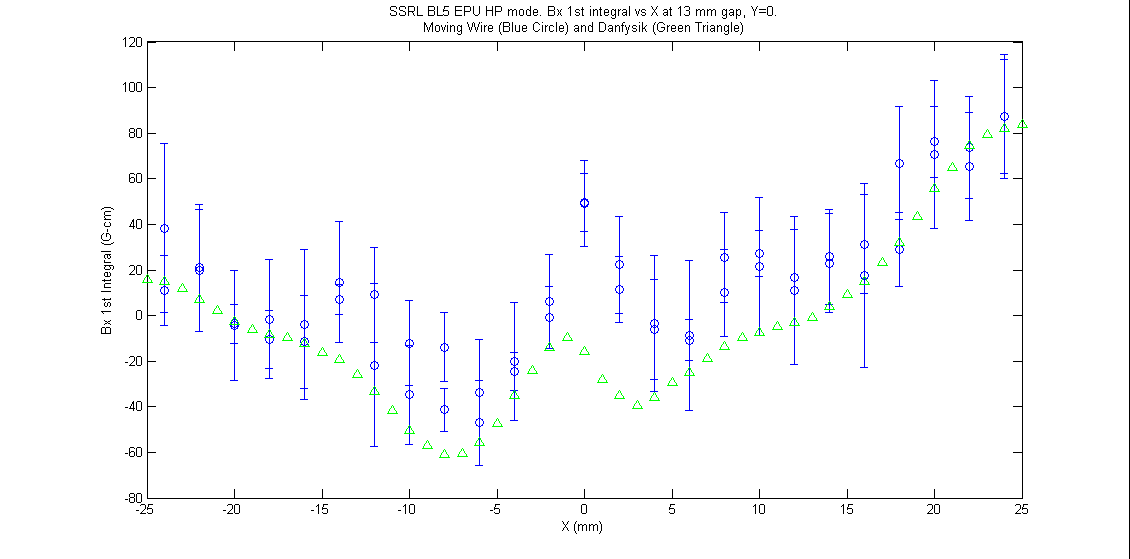 SSRL BL5 EPU HP mode. Bx 1st integral vs X at 13 mm gap, Y=0.
Moving Wire (Blue Circle) and Danfysik (Green Triangle)
120
100
80
60
40
20
0
-20
-40
-60
-80
Bx 1st Integral (G-cm)
-25 -20 -15 -10 -5 0 5 10 15 20 25
X (mm)